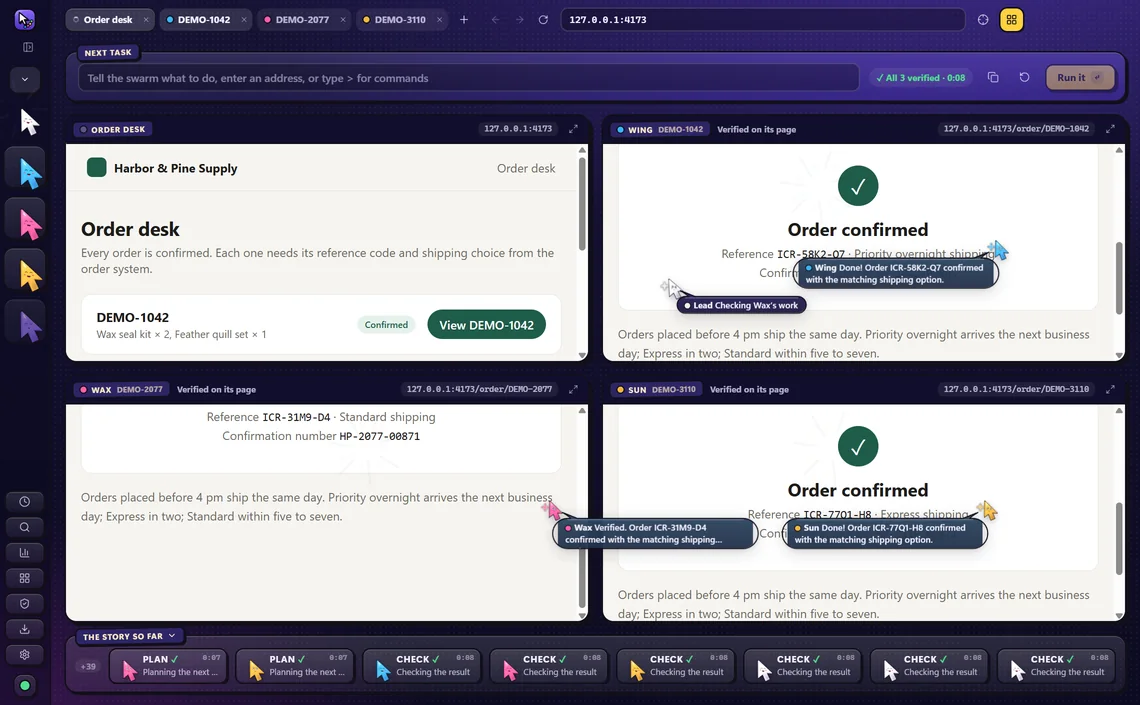 Order desk
DEMO-1042
DEMO-2077
DEMO-3110
127.0.0.1:4173
NEXT TASK
Tell the swarm what to do, enter an address, or type > for commands
✓ All 3 verified · 0:08
Run it
ORDER DESK
127.0.0.1:4173
Harbor & Pine Supply
Order desk
Order desk
Every order is confirmed. Each one needs its reference code and shipping choice from the
order system.
DEMO-1042
Wax seal kit × 2, Feather quill set × 1
Confirmed
View DEMO-1042
WING DEMO-1042
Verified on its page
127.0.0.1:4173/order/DEMO-1042
Order confirmed
Reference ICR-58K2-Q7 · Priority overnight shipping
Confirm
Wing Done! Order ICR-58K2-Q7 confirmed
with the matching shipping option.
Lead Checking Wax's work
Orders placed before 4 pm ship the same day. Priority overnight arrives the next business
day; Express in two; Standard within five to seven.
WAX DEMO-2077
Verified on its page
127.0.0.1:4173/order/DEMO-2077
Reference ICR-31M9-D4 · Standard shipping
Confirmation number HP-2077-00871
Orders placed before 4 pm ship the same day. Priority overnight arrives the next business
day; Express in two; Standard within five to seven.
Wax Verified. Order ICR-31M9-D4
confirmed with the matching shipping...
SUN DEMO-3110
Verified on its page
127.0.0.1:4173/order/DEMO-3110
Order confirmed
Reference ICR-77Q1-H8 · Express shipping
Conf
Sun Done! Order ICR-77Q1-H8 confirmed
with the matching shipping option.
Orders placed before 4 pm ship the same day. Priority overnight arrives the next business
day; Express in two; Standard within five to seven.
THE STORY SO FAR
+39
PLAN ✓ 0:07
Planning the next ...
PLAN ✓ 0:07
Planning the next ...
CHECK ✓ 0:08
Checking the result
CHECK ✓ 0:08
Checking the result
CHECK ✓ 0:08
Checking the result
CHECK ✓ 0:08
Checking the result
CHECK ✓ 0:08
Checking the result
CHECK ✓ 0:08
Checking the result